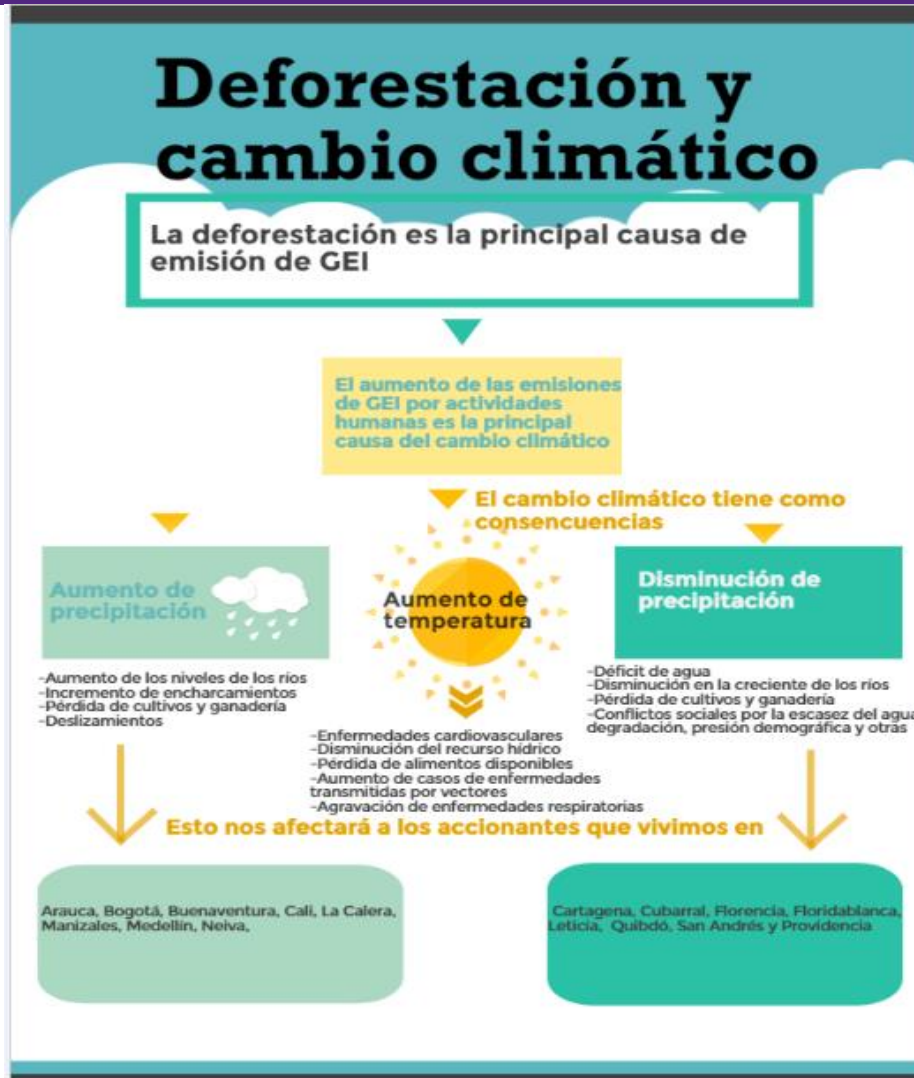 Deforestación y
cambio climático
La deforestación es la principal causa de
emisión de GEI
El aumento de las emisiones
de GEI por actividades
humanas es la principal
causa del cambio climático
El cambio climático tiene como
consencuencias
Aumento de
precipitación
-Aumento de los niveles de los ríos
-Incremento de encharcamientos
-Pérdida de cultivos y ganadería
-Deslizamientos
Aumento de
temperatura
-Enfermedades cardiovasculares
-Disminución del recurso hídrico
-Pérdida de alimentos disponibles
-Aumento de casos de enfermedades
transmitidas por vectores
-Agravación de enfermedades respiratorias
Disminución de
precipitación
-Déficit de agua
-Disminución en la creciente de los ríos
-Pérdida de cultivos y ganadería
-Conflictos sociales por la escasez del agua
degradación, presión demográfica y otras
Esto nos afectará a los accionantes que vivimos en
Arauca, Bogotá, Buenaventura, Cali, La Calera,
Manizales, Medellín, Neiva,
Cartagena, Cubarral, Florencia, Floridablanca,
Leticia, Quibdó, San Andrés y Providencia